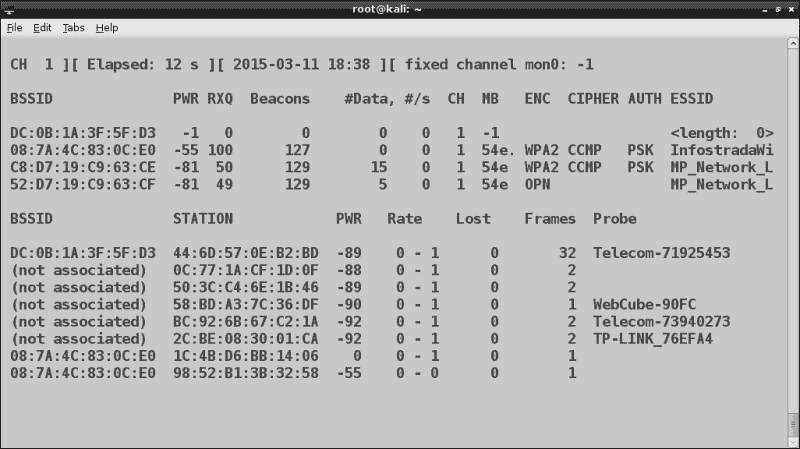 root@kali: ~
File Edit Tabs Help
CH 1 ][ Elapsed: 12 s ][ 2015-03-11 18:38 ][ fixed channel mon0: -1
BSSID PWR RXQ Beacons #Data, #/s CH MB ENC CIPHER AUTH ESSID
DC:0B:1A:3F:5F:D3 -1 0 0 0 0 1 -1 <length: 0>
08:7A:4C:83:0C:E0 -55 100 127 0 0 1 54e. WPA2 CCMP PSK InfostradaWi
C8:D7:19:C9:63:CE -81 50 129 15 0 1 54e WPA2 CCMP PSK MP_Network_L
52:D7:19:C9:63:CF -81 49 129 5 0 1 54e OPN MP_Network_L
BSSID STATION PWR Rate Lost Frames Probe
DC:0B:1A:3F:5F:D3 44:6D:57:0E:B2:BD -89 0 - 1 0 32 Telecom-71925453
(not associated) 0C:77:1A:CF:1D:0F -88 0 - 1 0 2
(not associated) 50:3C:C4:6E:1B:46 -89 0 - 1 0 2
(not associated) 58:BD:A3:7C:36:DF -90 0 - 1 0 1 WebCube-90FC
(not associated) BC:92:6B:67:C2:1A -92 0 - 1 0 2 Telecom-73940273
(not associated) 2C:BE:08:30:01:CA -92 0 - 1 0 2 TP-LINK_76EFA4
08:7A:4C:83:0C:E0 1C:4B:D6:BB:14:06 0 0 - 1 0 1
08:7A:4C:83:0C:E0 98:52:B1:3B:32:58 -55 0 - 0 0 1